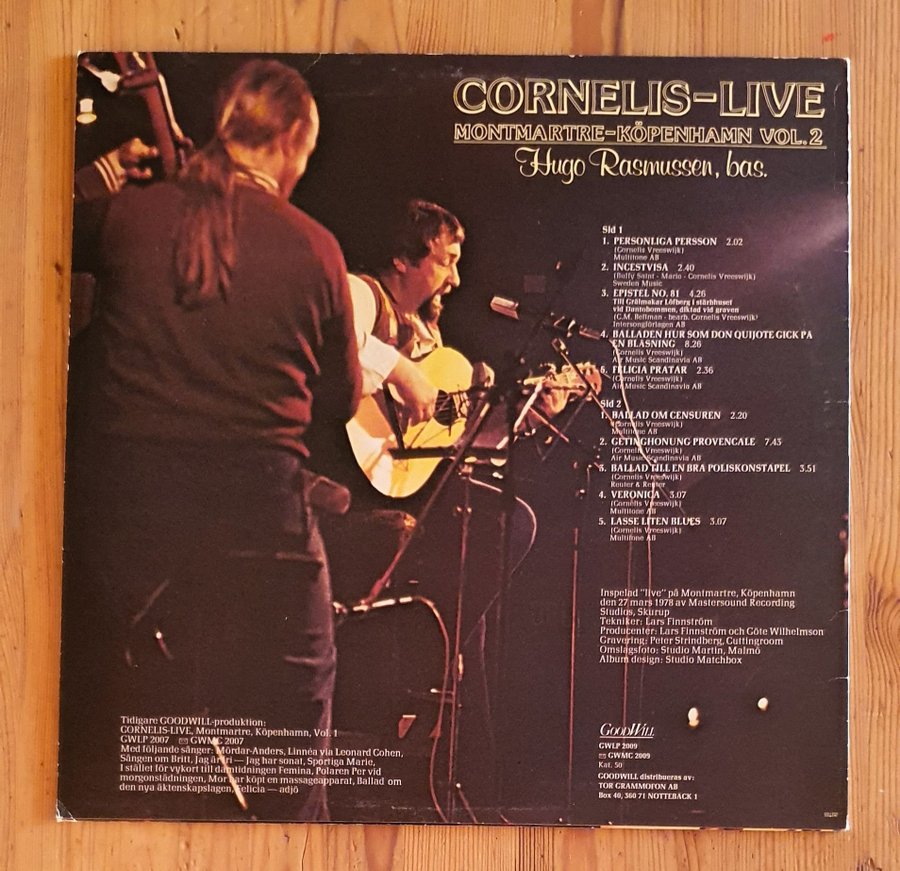 CORNELIS-LIVE
MONTMARTRE-KÖPENHAMN VOL.2
Hugo Rasmussen, bas.
Sid 1
1. PERSONLIGA PERSSON 2.02
(Cornelis Vreeswijk)
Multitone AB
2. INCESTVISA 2.40
(Buffy Saint - Marie - Cornelis Vreeswijk)
Sweden Music
3. EPISTEL NO. 81 4.26
Till Grälmakar Löfberg i stärbhuset
vid Dantobommen, diktad vid graven
(C.M. Bellman - bearb. Cornelis Vreeswijk)
Intersongförlagen AB
4. BALLADEN HUR SOM DON QUIJOTE GICK PÅ
EN BLÅSNING 8.26
(Cornelis Vreeswijk)
Air Music Scandinavia AB
5. FELICIA PRATAR 2.36
(Cornelis Vreeswijk)
Air Music Scandinavia AB
Sid 2
1. BALLAD OM CENSUREN 2.20
(Cornelis Vreeswijk)
Multitone AB
2. GETINGHONUNG PROVENCALE 7.43
(Cornelis Vreeswijk)
Air Music Scandinavia AB
3. BALLAD TILL EN BRA POLISKONSTAPEL 3.51
(Cornelis Vreeswijk)
Reuter & Reuter
4. VERONICA 3.07
(Cornelis Vreeswijk)
Multitone AB
5. LASSE LITEN BLUES 3.07
(Cornelis Vreeswijk)
Multitone AB
Inspelad "live" på Montmartre, Köpenhamn
den 27 mars 1978 av Mastersound Recording
Studios, Skurup
Tekniker: Lars Finnström
Producenter: Lars Finnström och Göte Wilhelmson
Gravering: Peter Strindberg, Cuttingroom
Omslagsfoto: Studio Martin, Malmö
Album design: Studio Matchbox
Tidigare GOODWILL-produktion:
CORNELIS-LIVE, Montmartre, Köpenhamn, Vol. 1
GWLP 2007 GWMC 2007
Med följande sånger: Mördar-Anders, Linnéa via Leonard Cohen,
Sången om Britt, Jag är fri — Jag har sonat, Sportiga Marie,
I stället för vykort till damtidningen Femina, Polaren Per vid
morgonstädningen, Mor har köpt en massageapparat, Ballad om
den nya äktenskapslagen, Felicia — adjö
GOODWILL
GWLP 2009
GWMC 2009
Kat. 50
GOODWILL distribueras av:
TOR GRAMMOFON AB
Box 40, 360 71 NOTTEBÄCK 1